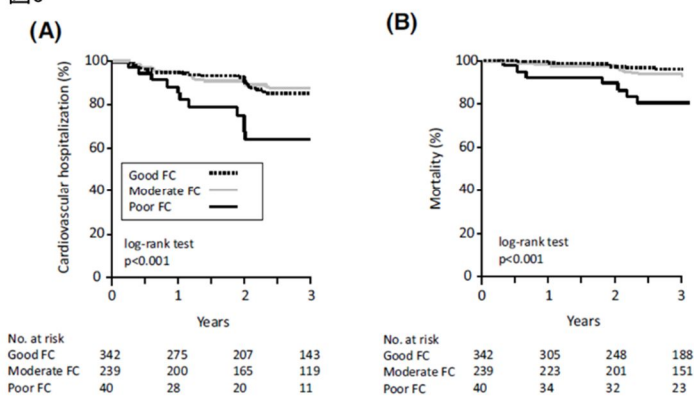 (A)
(B)
Cardiovascular hospitalization (%)
100
80
60
40
20
0
Good FC
Moderate FC
Poor FC
log-rank test
p<0.001
0 1 2 3
Years
No. at risk
Good FC 342 275 207 143
Moderate FC 239 200 165 119
Poor FC 40 28 20 11
Mortality (%)
100
80
60
40
20
0
log-rank test
p<0.001
0 1 2 3
Years
No. at risk
Good FC 342 305 248 188
Moderate FC 239 223 201 151
Poor FC 40 34 32 23